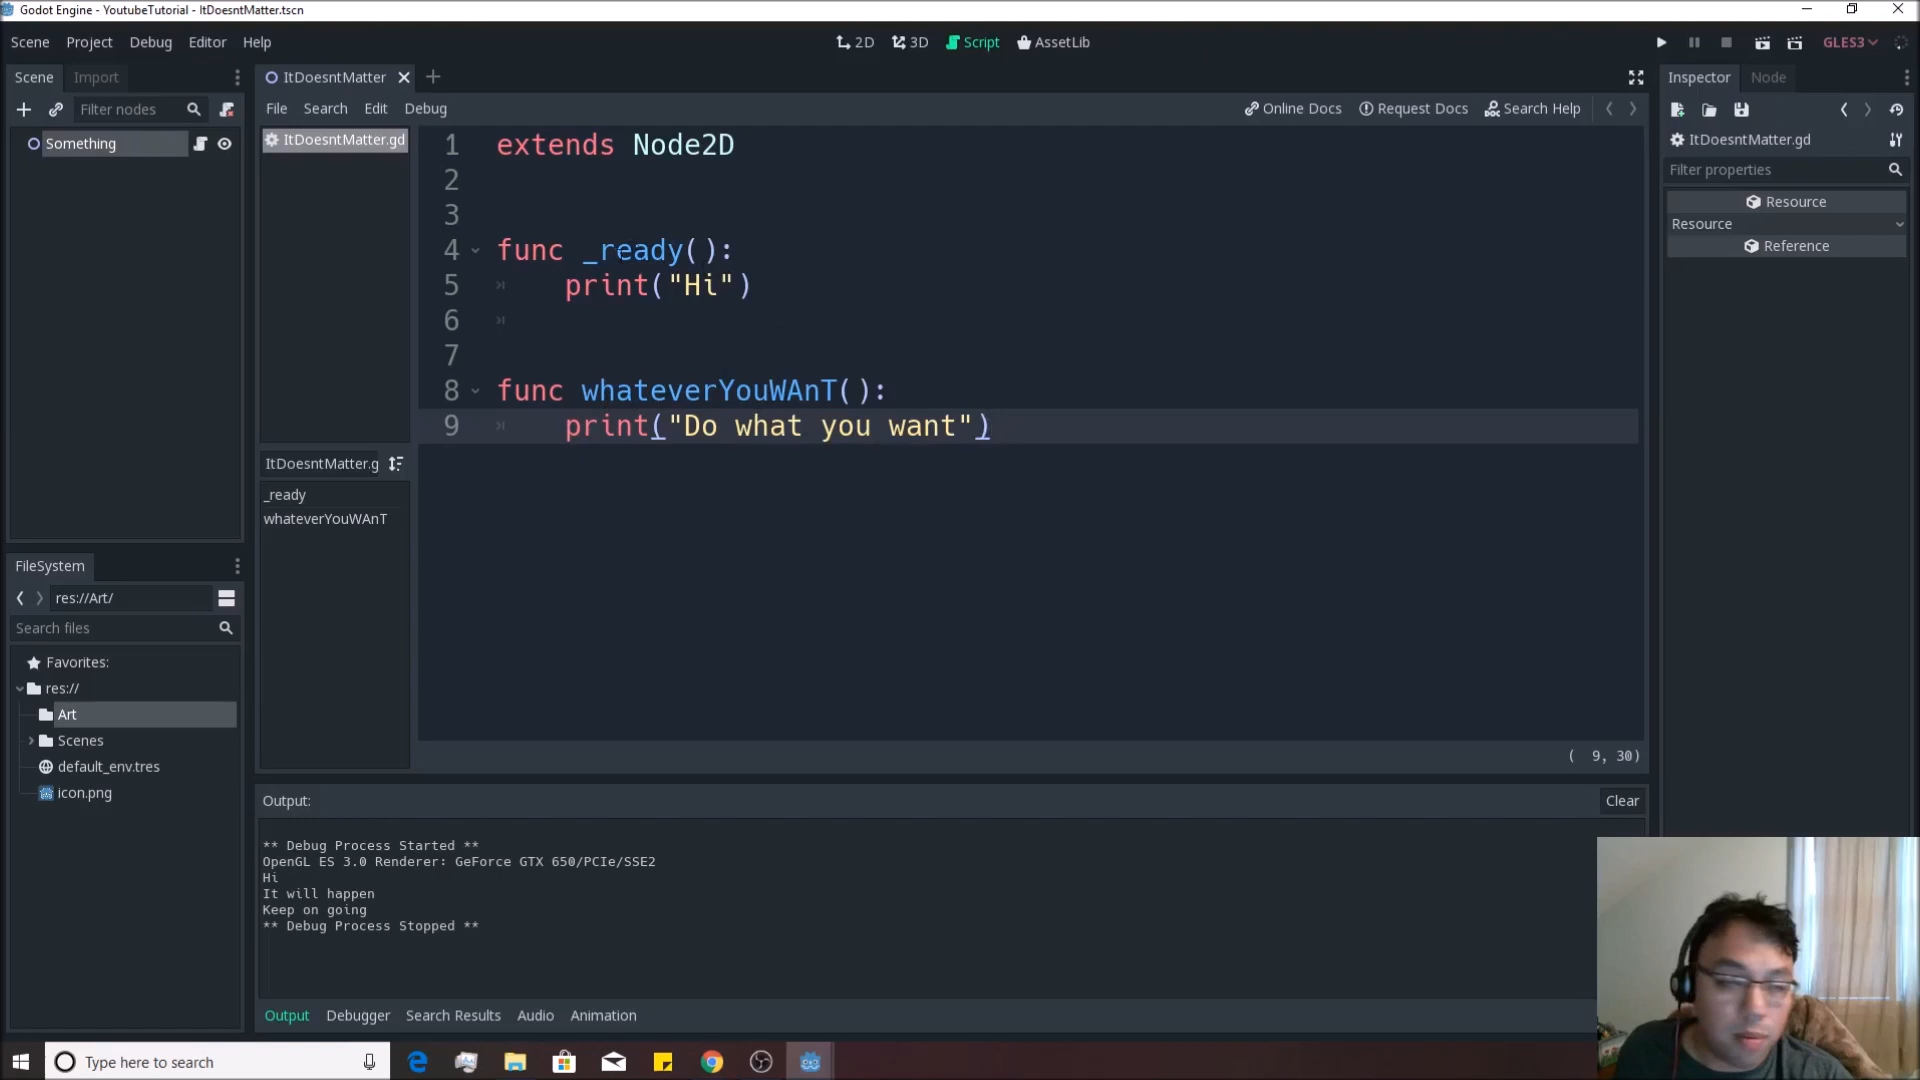 Godot Engine - YoutubeTutorial - ItDoesntMatter.tscn
Scene Project Debug Editor Help
2D 3D Script AssetLib
GLES3
Scene Import
ItDoesntMatter
Inspector Node
Filter nodes
File Search Edit Debug
Online Docs Request Docs Search Help
Something
ItDoesntMatter.gd
ItDoesntMatter.gd
Filter properties
Resource
Resource
Reference
1 extends Node2D
2
3
4 func _ready():
5 print("Hi")
6
7
8 func whateverYouWAnT():
9 print("Do what you want")
ItDoesntMatter.g
_ready
whateverYouWAnT
( 9, 30)
FileSystem
res://Art/
Search files
Favorites:
res://
Art
Scenes
default_env.tres
icon.png
Output:
Clear
** Debug Process Started **
OpenGL ES 3.0 Renderer: GeForce GTX 650/PCIe/SSE2
Hi
It will happen
Keep on going
** Debug Process Stopped **
Output Debugger Search Results Audio Animation
Type here to search